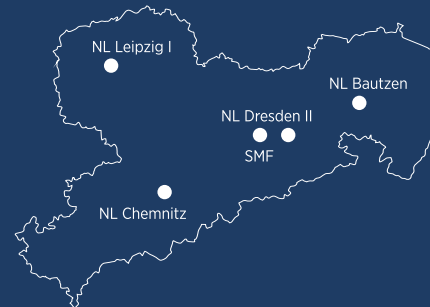 NL Leipzig I
NL Bautzen
NL Dresden II
SMF
NL Chemnitz